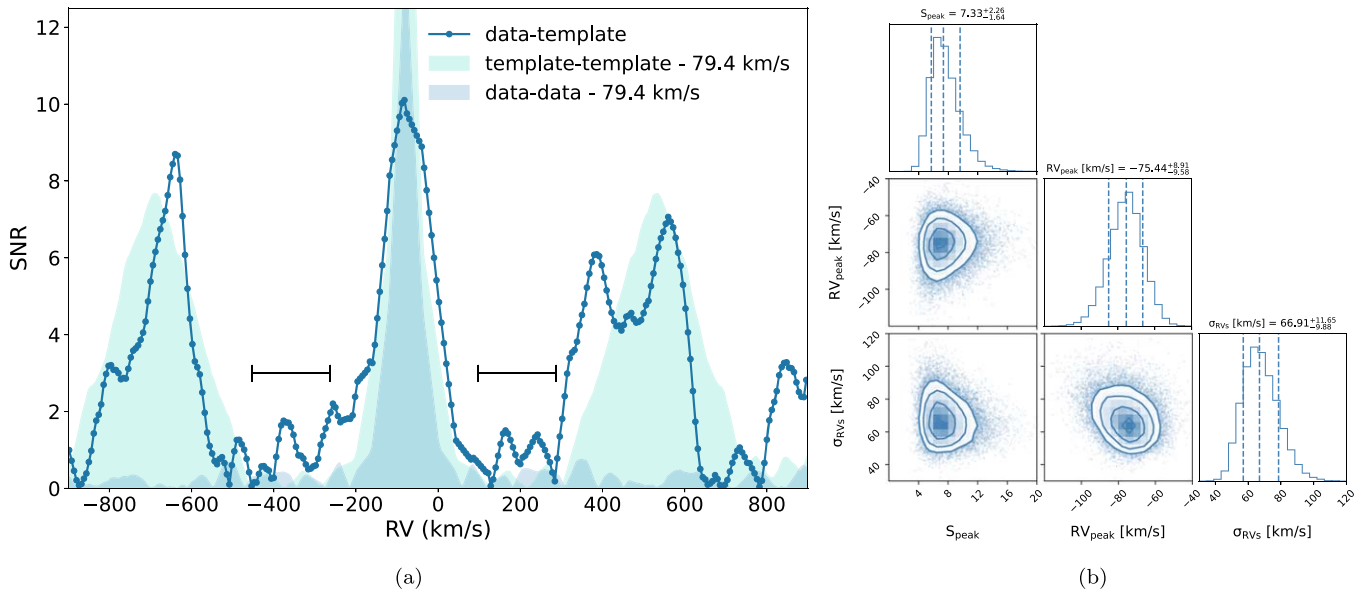 12
10
8
6
4
2
0
SNR
−800
−600
−400
−200
0
200
400
600
800
RV (km/s)
data-template
template-template - 79.4 km/s
data-data - 79.4 km/s
(a)
S_peak = 7.33^{+2.26}_{−1.64}
RV_peak [km/s] = −75.44^{+8.91}_{−9.58}
σ_RVs [km/s] = 66.91^{+11.65}_{−9.88}
−40
−60
−80
−100
RV_peak [km/s]
120
100
80
60
40
σ_RVs [km/s]
4
8
12
16
20
S_peak
−100
−80
−60
−40
RV_peak [km/s]
40
60
80
100
120
σ_RVs [km/s]
(b)